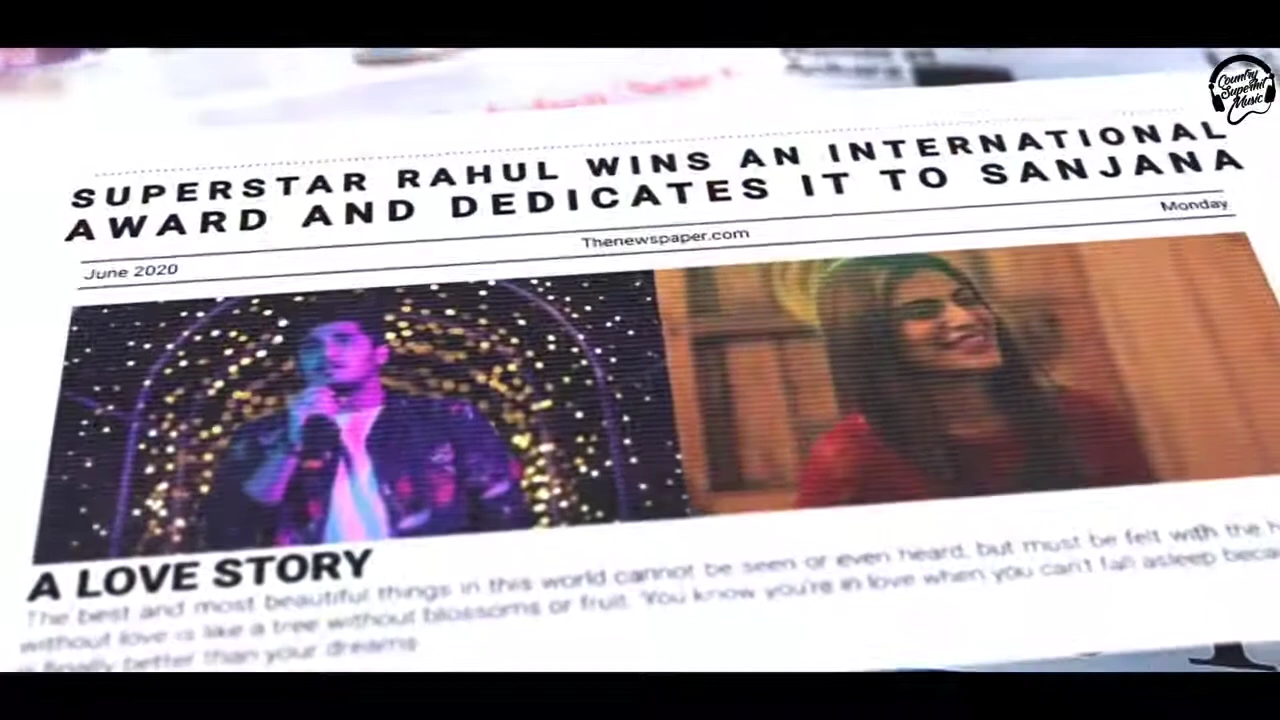 Country
Superhit
Music
SUPERSTAR RAHUL WINS AN INTERNATIONAL
AWARD AND DEDICATES IT TO SANJANA
June 2020
Thenewspaper.com
Monday
A LOVE STORY
The best and most beautiful things in this world cannot be seen or even heard, but must be felt with the
without love is like a tree without blossoms or fruit. You know you're in love when you can't fall asleep
is finally better than your dreams